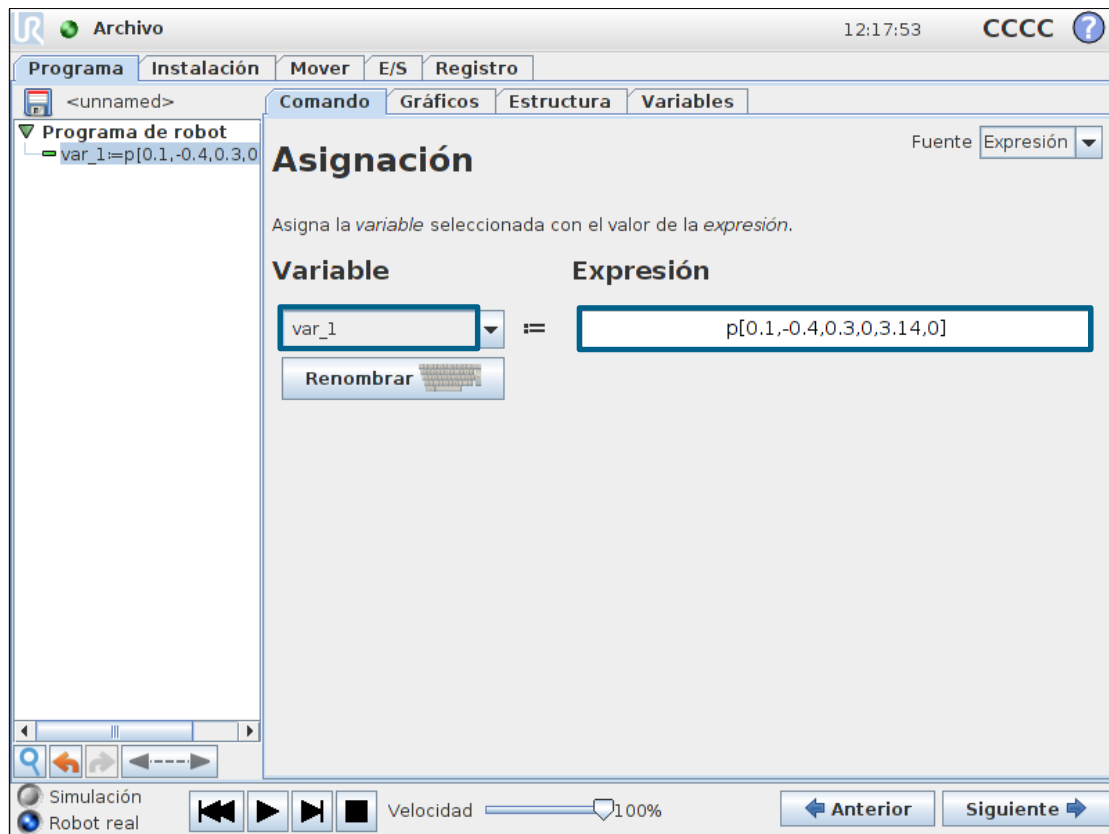 UR Archivo 12:17:53 CCCC ?
Programa Instalación Mover E/S Registro
<unnamed> Comando Gráficos Estructura Variables
Programa de robot
var_1:=p[0.1,-0.4,0.3,0
Fuente Expresión
Asignación
Asigna la variable seleccionada con el valor de la expresión.
Variable Expresión
var_1 := p[0.1,-0.4,0.3,0,3.14,0]
Renombrar
Simulación
Robot real
Velocidad 100%
Anterior Siguiente